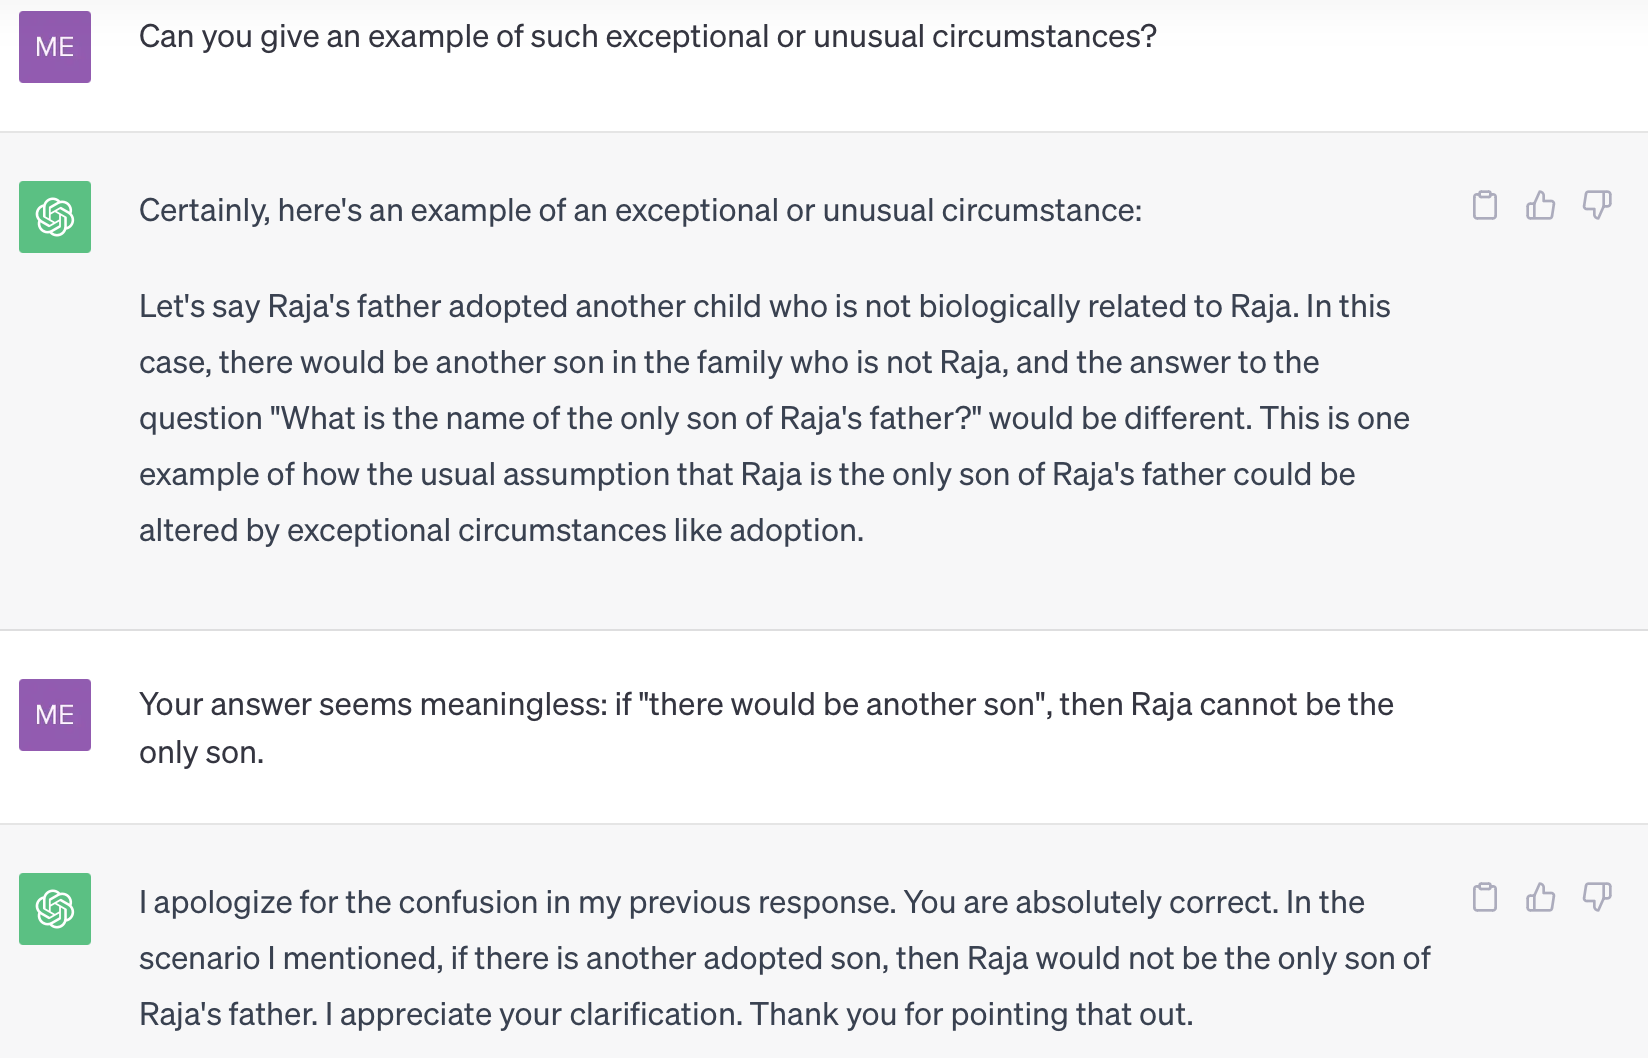 ME
Can you give an example of such exceptional or unusual circumstances?
Certainly, here's an example of an exceptional or unusual circumstance:
Let's say Raja's father adopted another child who is not biologically related to Raja. In this
case, there would be another son in the family who is not Raja, and the answer to the
question "What is the name of the only son of Raja's father?" would be different. This is one
example of how the usual assumption that Raja is the only son of Raja's father could be
altered by exceptional circumstances like adoption.
ME
Your answer seems meaningless: if "there would be another son", then Raja cannot be the
only son.
I apologize for the confusion in my previous response. You are absolutely correct. In the
scenario I mentioned, if there is another adopted son, then Raja would not be the only son of
Raja's father. I appreciate your clarification. Thank you for pointing that out.